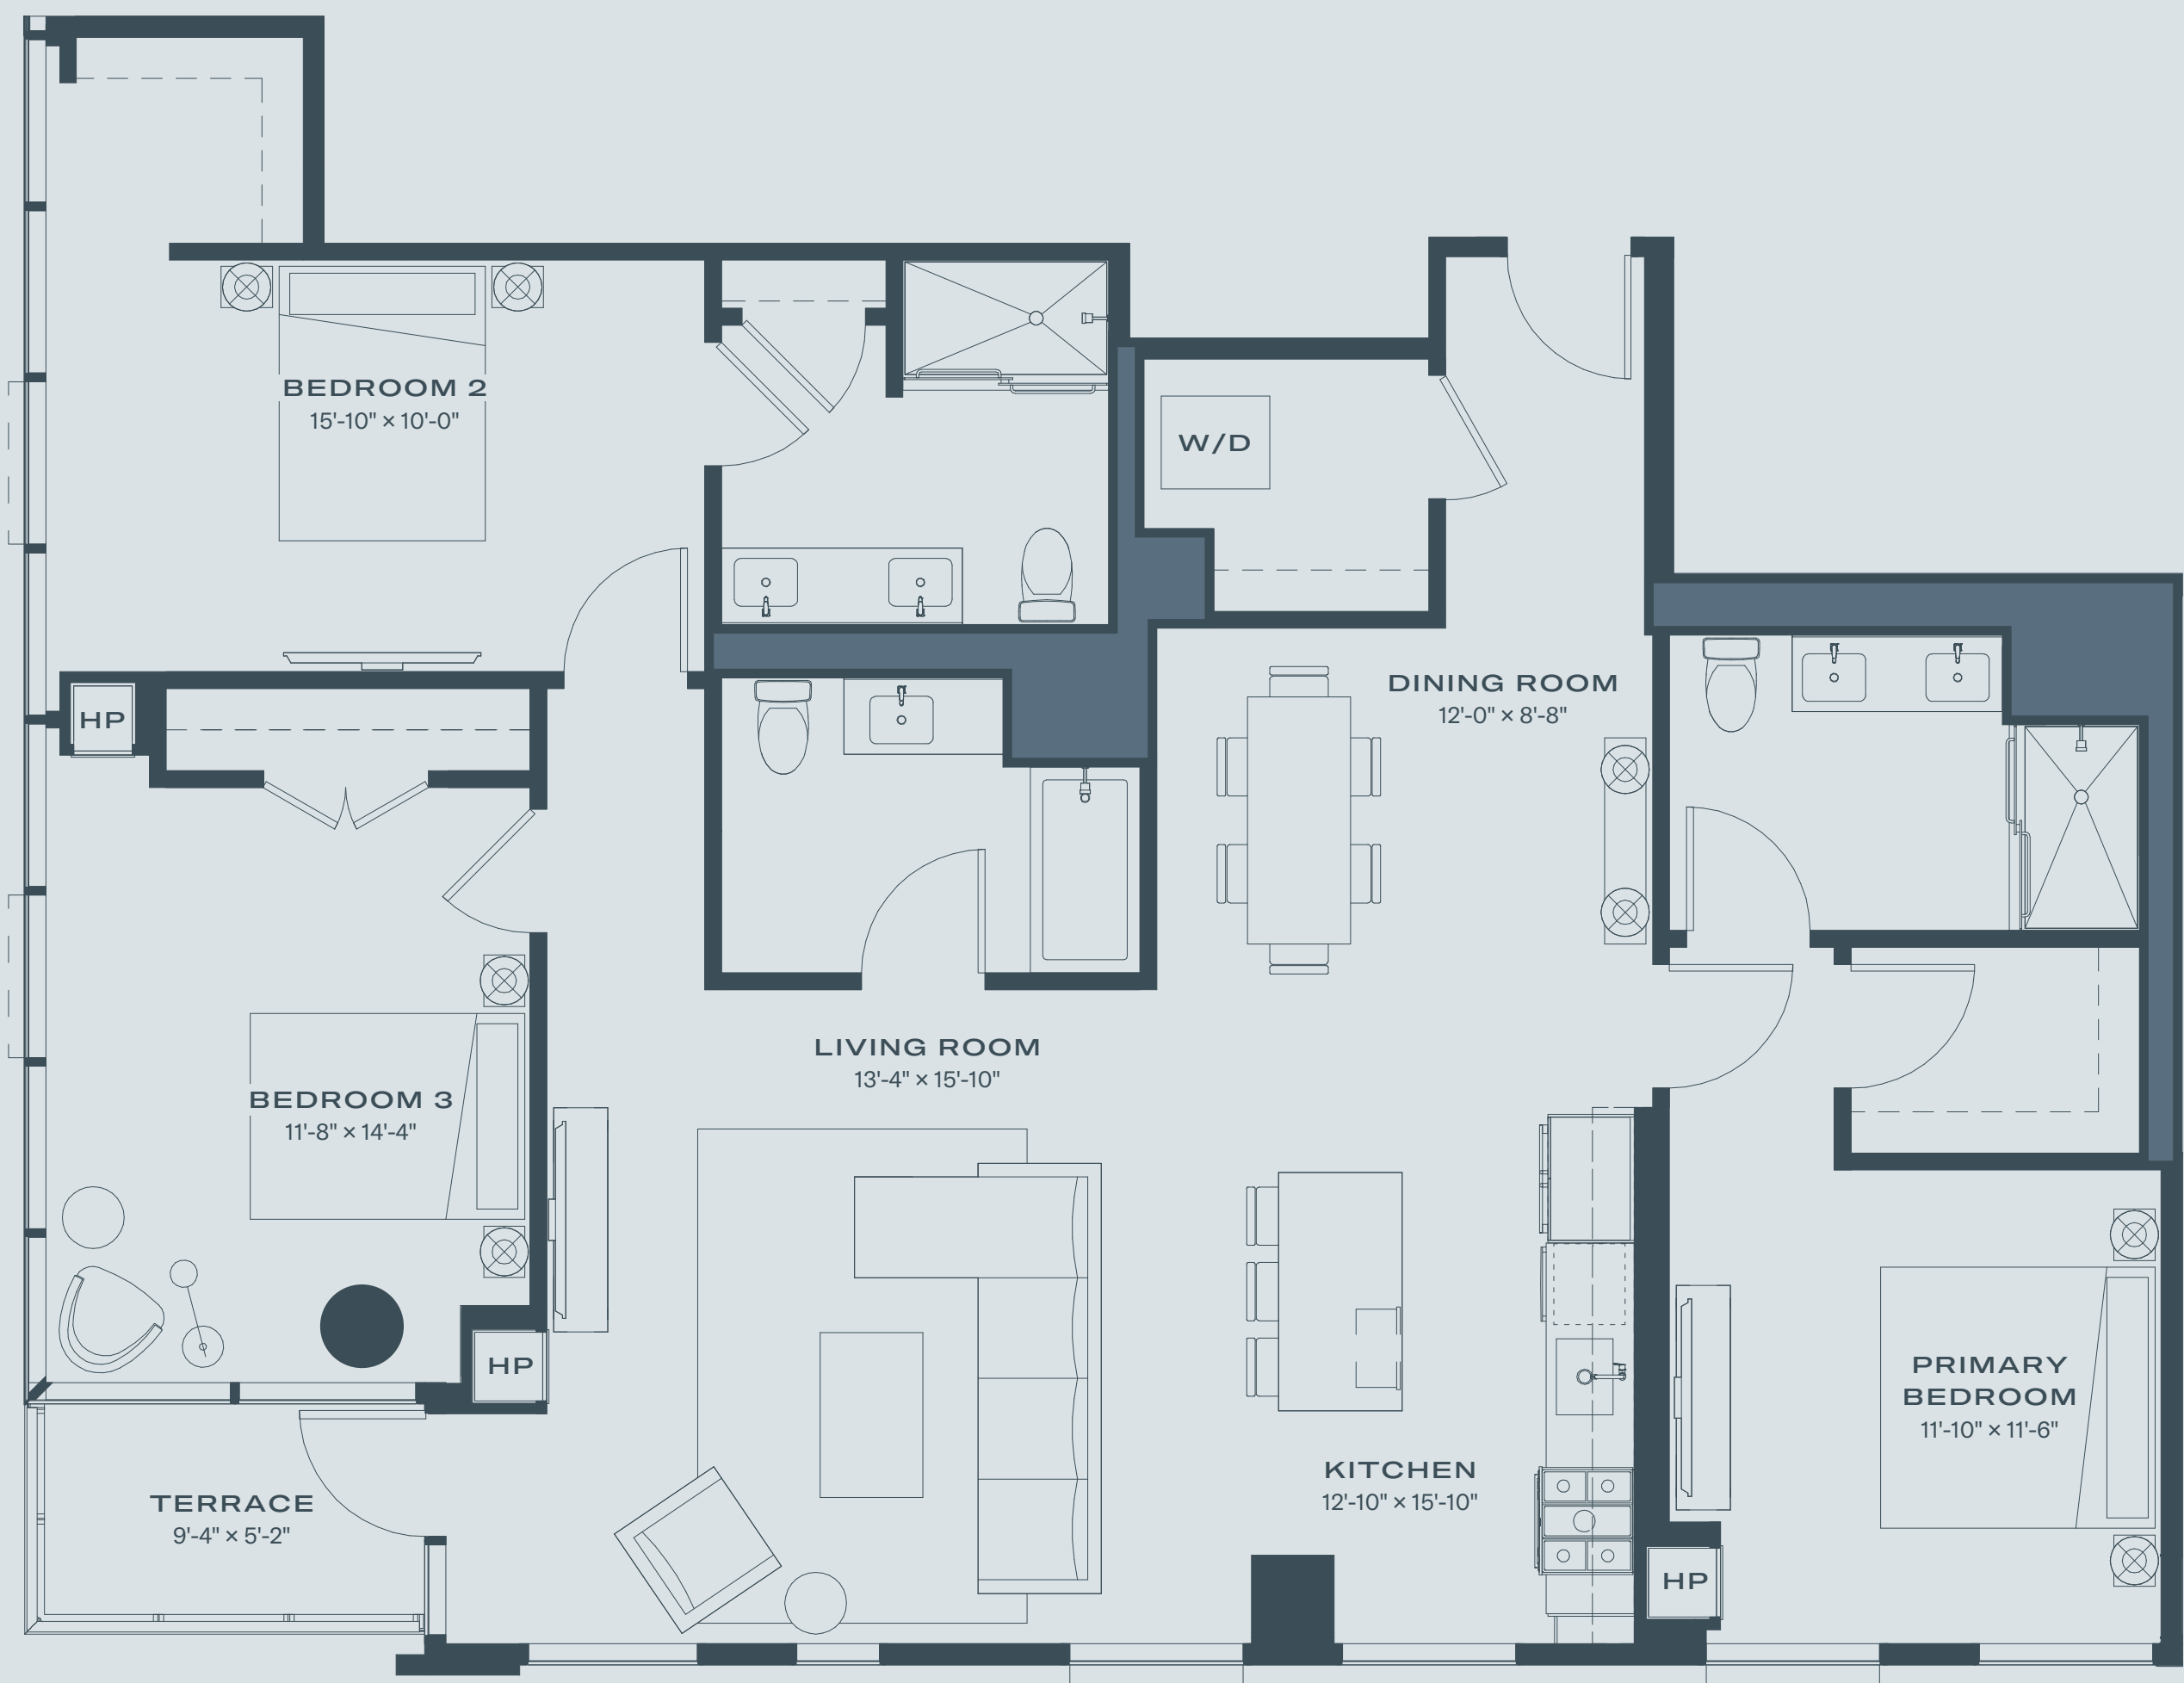 BEDROOM 2
15'-10" × 10'-0"
W/D
DINING ROOM
12'-0" × 8'-8"
HP
LIVING ROOM
13'-4" × 15'-10"
BEDROOM 3
11'-8" × 14'-4"
HP
PRIMARY
BEDROOM
11'-10" × 11'-6"
KITCHEN
12'-10" × 15'-10"
TERRACE
9'-4" × 5'-2"
HP